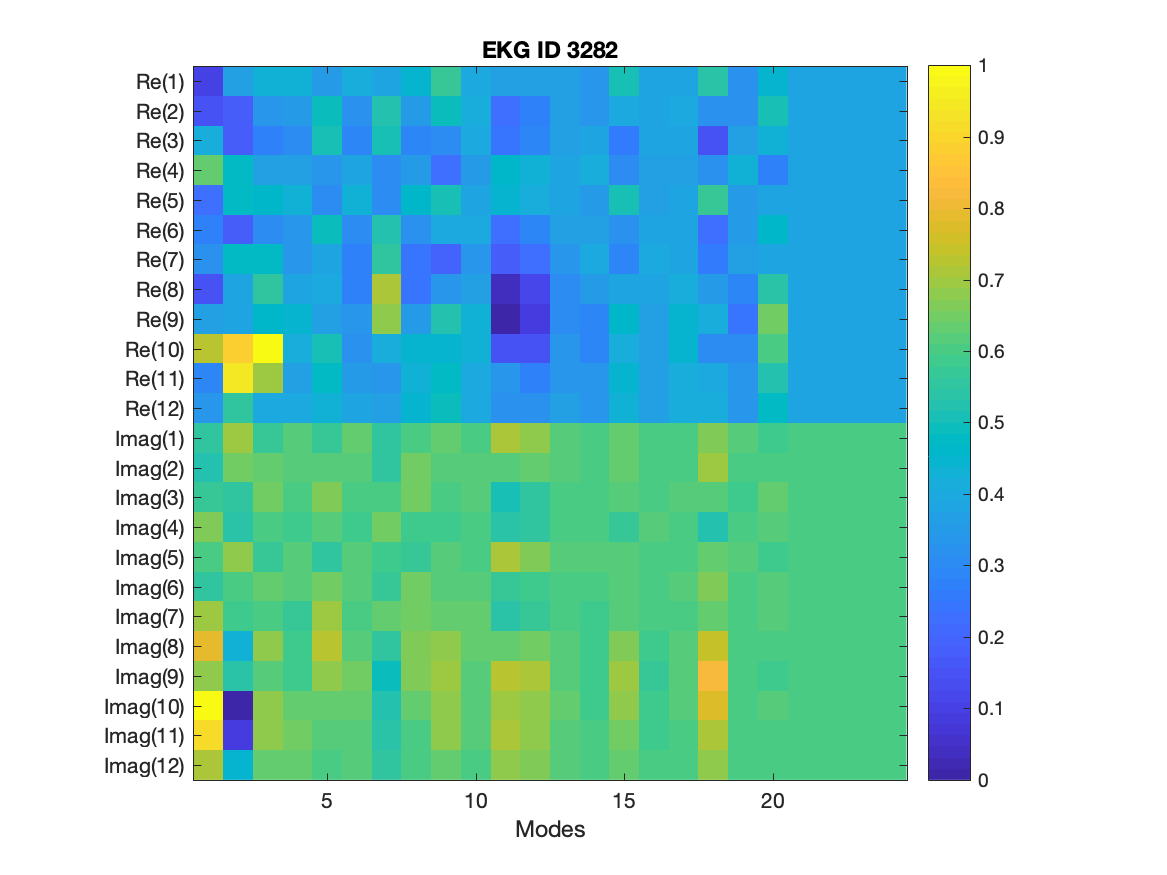 EKG ID 3282
Re(1)
Re(2)
Re(3)
Re(4)
Re(5)
Re(6)
Re(7)
Re(8)
Re(9)
Re(10)
Re(11)
Re(12)
Imag(1)
Imag(2)
Imag(3)
Imag(4)
Imag(5)
Imag(6)
Imag(7)
Imag(8)
Imag(9)
Imag(10)
Imag(11)
Imag(12)
5 10 15 20
Modes
1
0.9
0.8
0.7
0.6
0.5
0.4
0.3
0.2
0.1
0